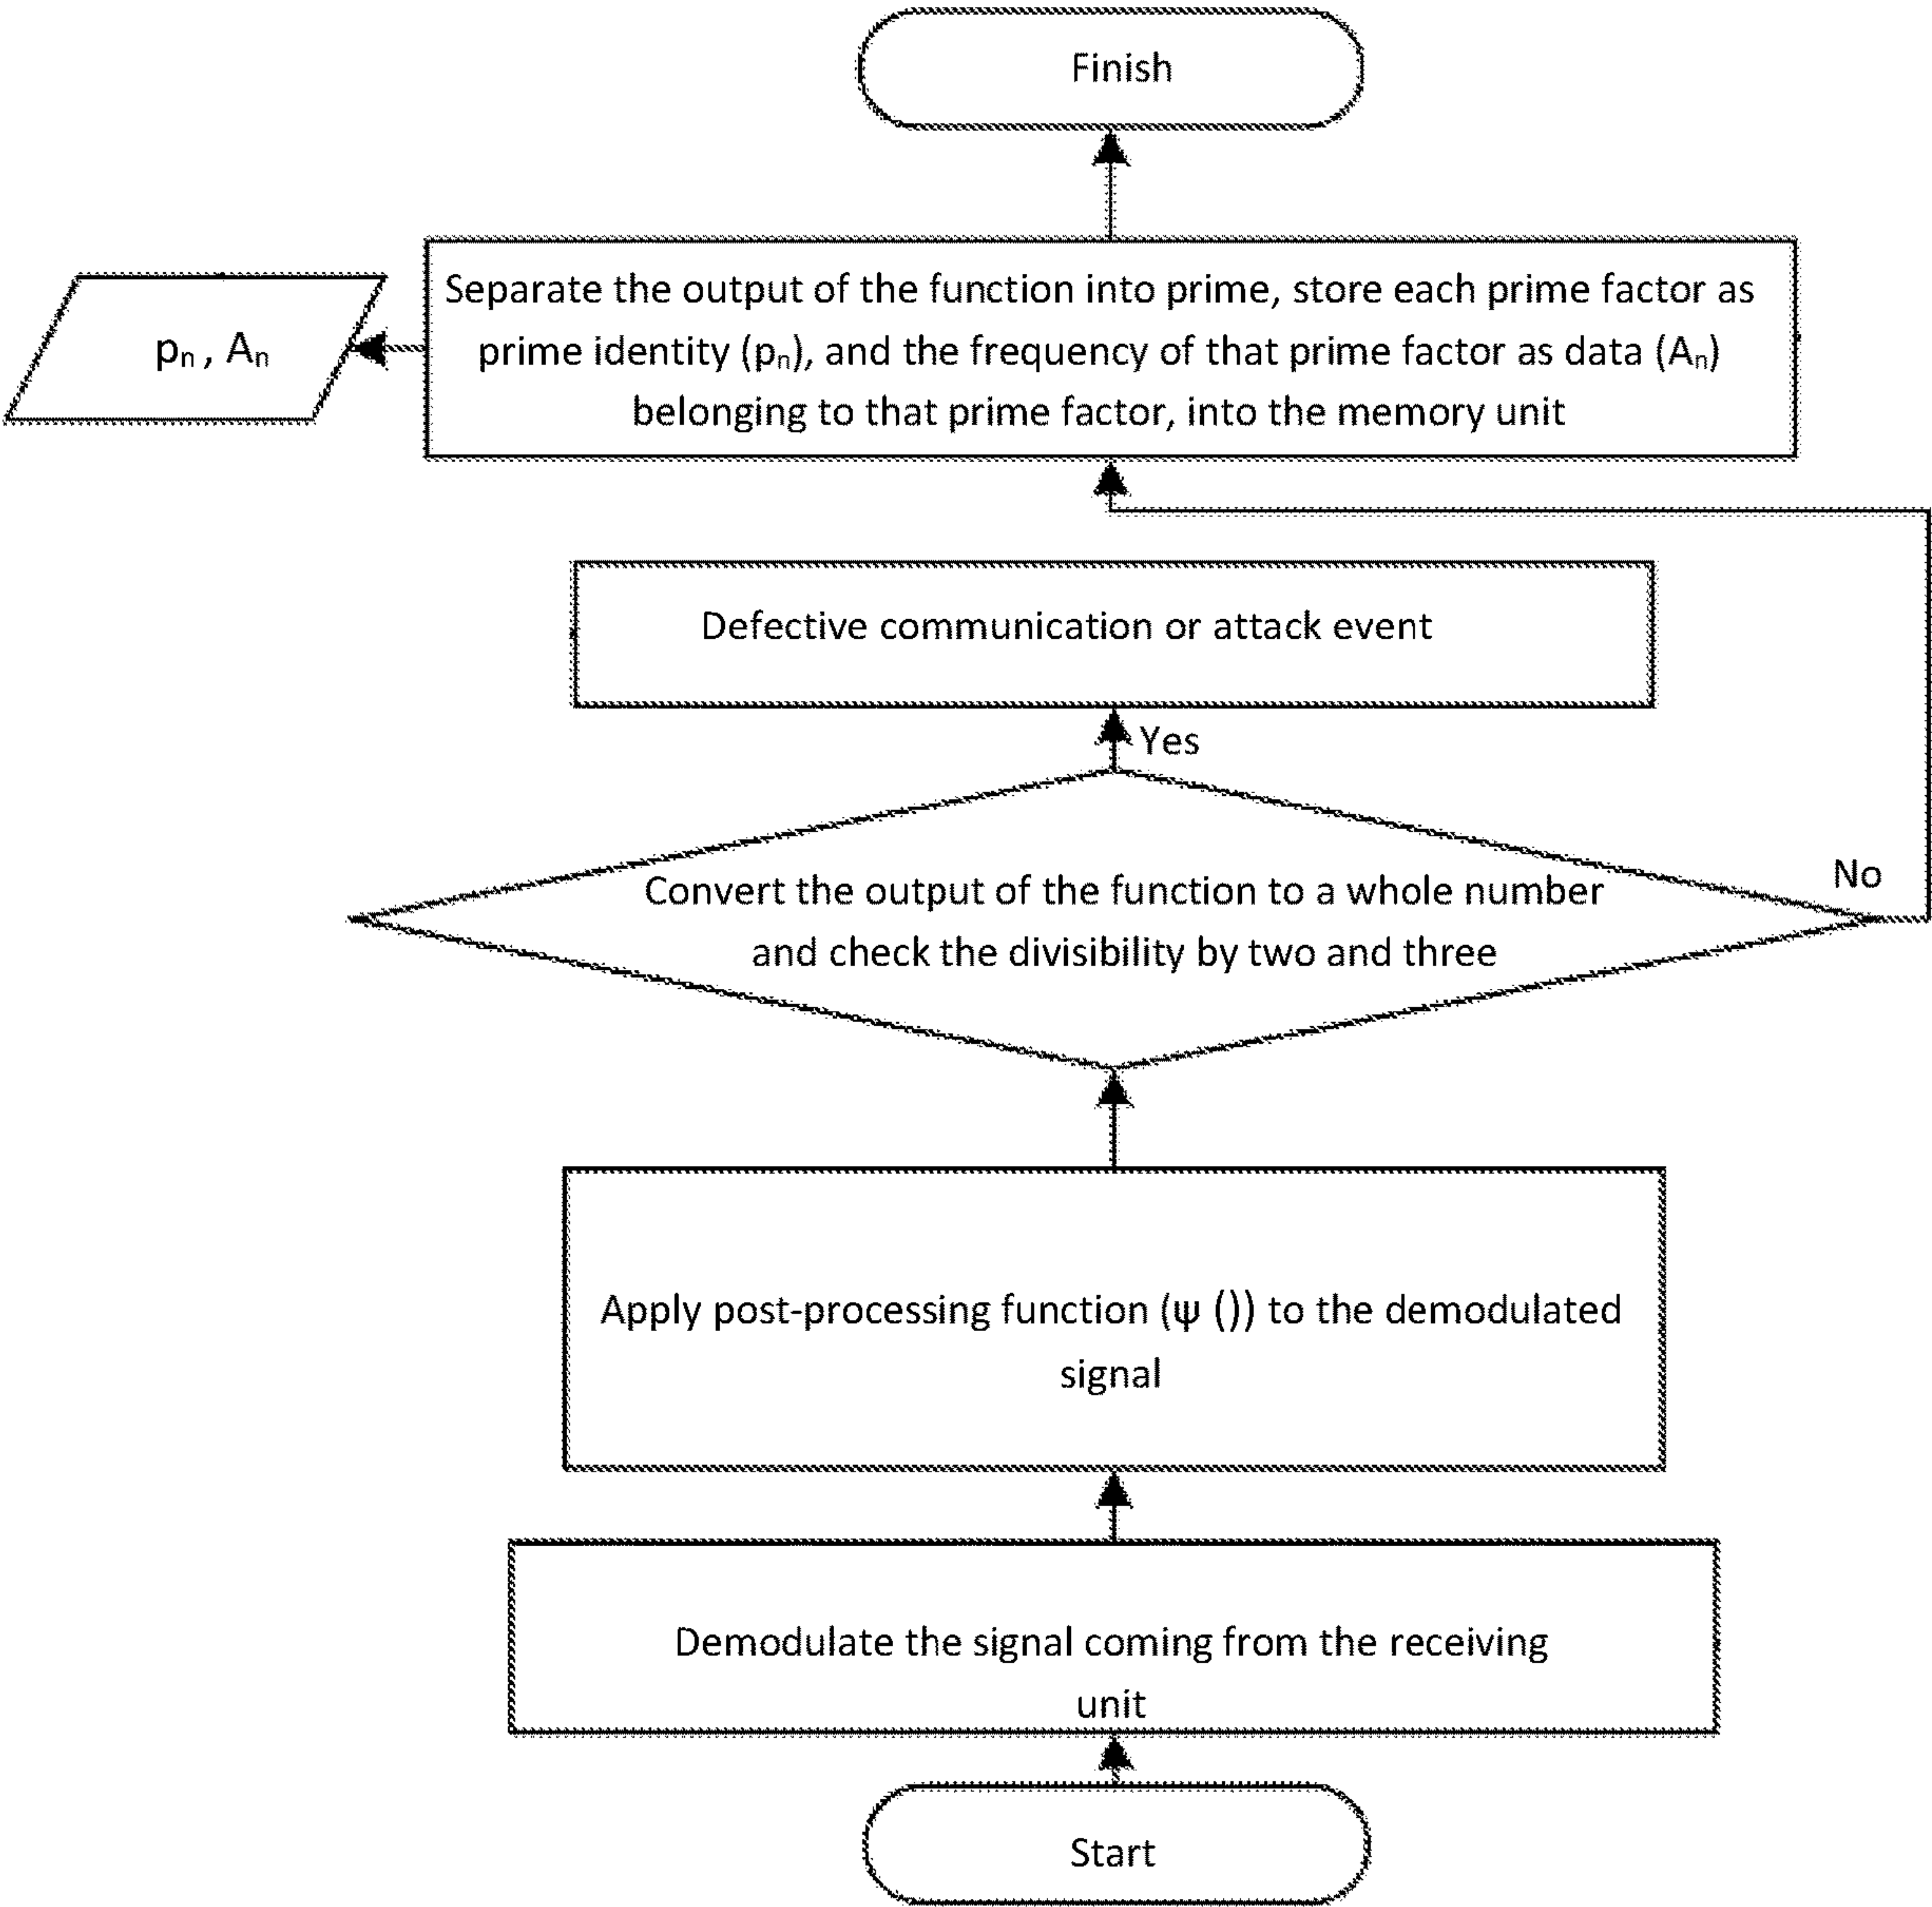 Finish
Separate the output of the function into prime, store each prime factor as
prime identity (pₙ), and the frequency of that prime factor as data (Aₙ)
belonging to that prime factor, into the memory unit
pₙ , Aₙ
Defective communication or attack event
Yes
No
Convert the output of the function to a whole number
and check the divisibility by two and three
Apply post-processing function (ψ ()) to the demodulated
signal
Demodulate the signal coming from the receiving
unit
Start